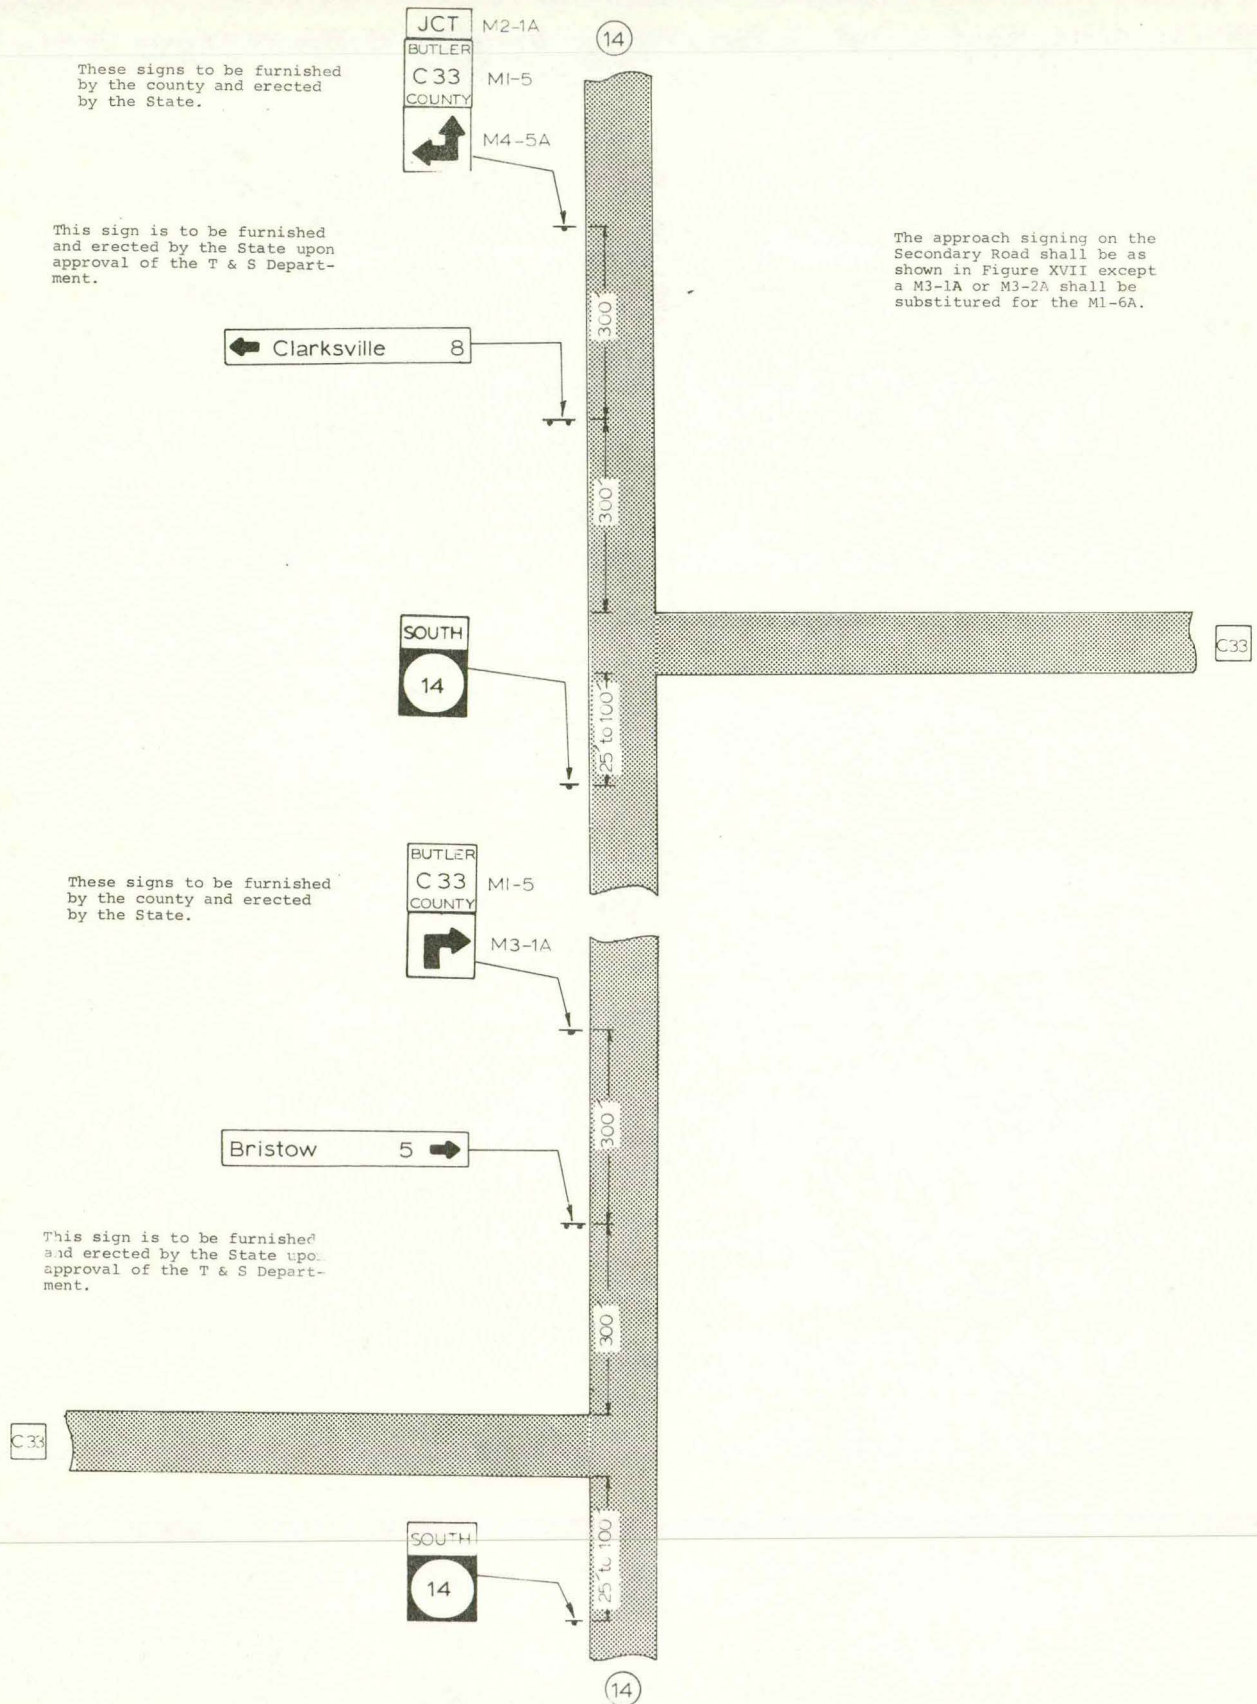 JCT M2-1A
14
BUTLER
C 33 M1-5
COUNTY
M4-5A
These signs to be furnished
by the county and erected
by the State.
This sign is to be furnished
and erected by the State upon
approval of the T & S Depart-
ment.
The approach signing on the
Secondary Road shall be as
shown in Figure XVII except
a M3-1A or M3-2A shall be
substitured for the M1-6A.
300'
Clarksville 8
300'
SOUTH
14
C33
25' to 100'
BUTLER
C 33 M1-5
COUNTY
M3-1A
These signs to be furnished
by the county and erected
by the State.
300'
Bristow 5
This sign is to be furnished
and erected by the State upo
approval of the T & S Depart-
ment.
300'
C 33
SOUTH
14
25' to 100'
14